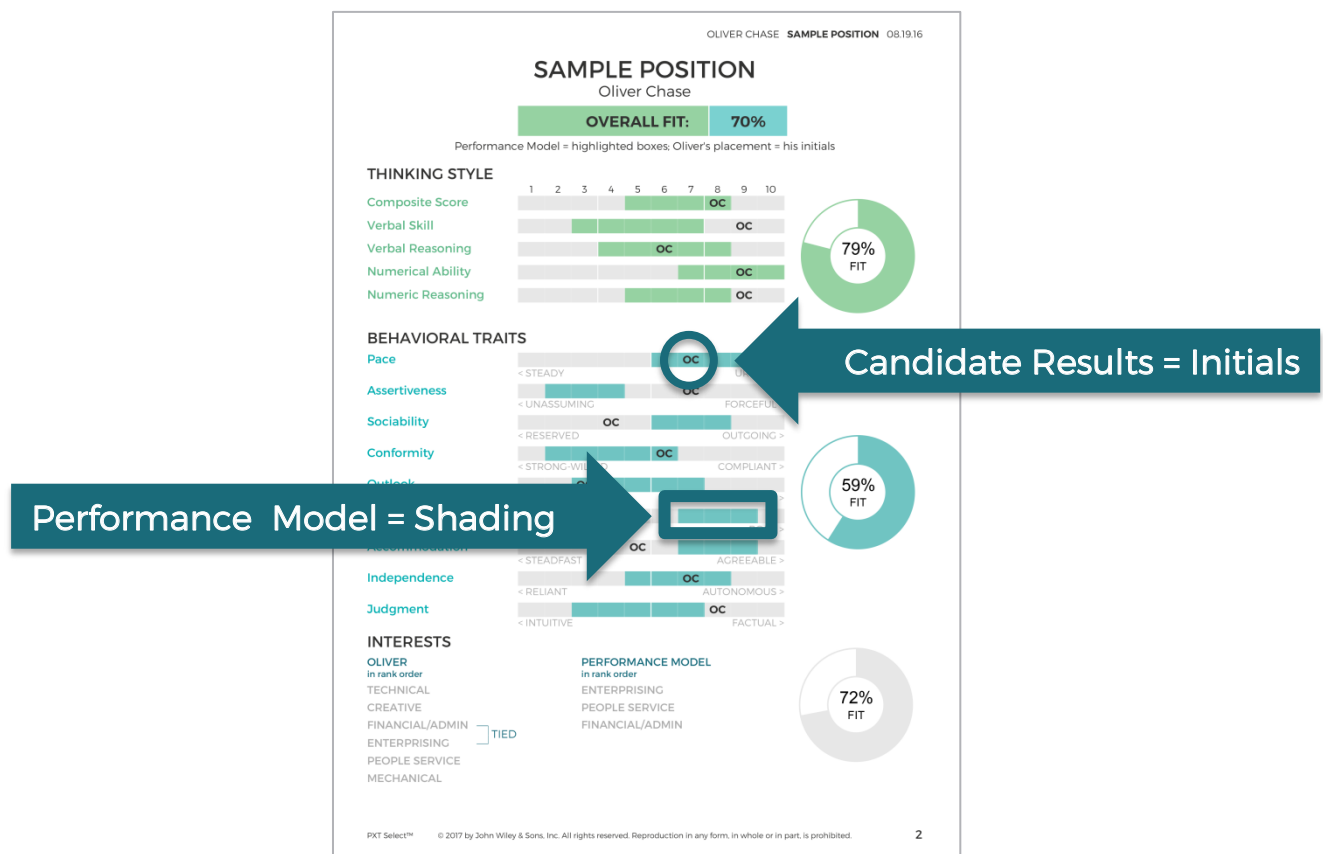 OLIVER CHASE SAMPLE POSITION 08.19.16
SAMPLE POSITION
Oliver Chase
OVERALL FIT: 70%
Performance Model = highlighted boxes; Oliver's placement = his initials
THINKING STYLE
1 2 3 4 5 6 7 8 9 10
Composite Score OC
Verbal Skill OC
Verbal Reasoning OC
Numerical Ability OC
Numeric Reasoning OC
79%
FIT
BEHAVIORAL TRAITS
Pace OC
< STEADY
Candidate Results = Initials
Assertiveness OC
< UNASSUMING FORCEFUL
Sociability OC
< RESERVED OUTGOING >
Conformity OC
COMPLIANT >
Outlook
59%
FIT
Performance Model = Shading
Accommodation OC
< STEADFAST AGREEABLE >
Independence OC
< RELIANT AUTONOMOUS >
Judgment OC
< INTUITIVE FACTUAL >
INTERESTS
OLIVER
in rank order
TECHNICAL
CREATIVE
FINANCIAL/ADMIN
ENTERPRISING
TIED
PEOPLE SERVICE
MECHANICAL
PERFORMANCE MODEL
in rank order
ENTERPRISING
PEOPLE SERVICE
FINANCIAL/ADMIN
72%
FIT
PXT Select™ © 2017 by John Wiley & Sons, Inc. All rights reserved. Reproduction in any form, in whole or in part, is prohibited. 2